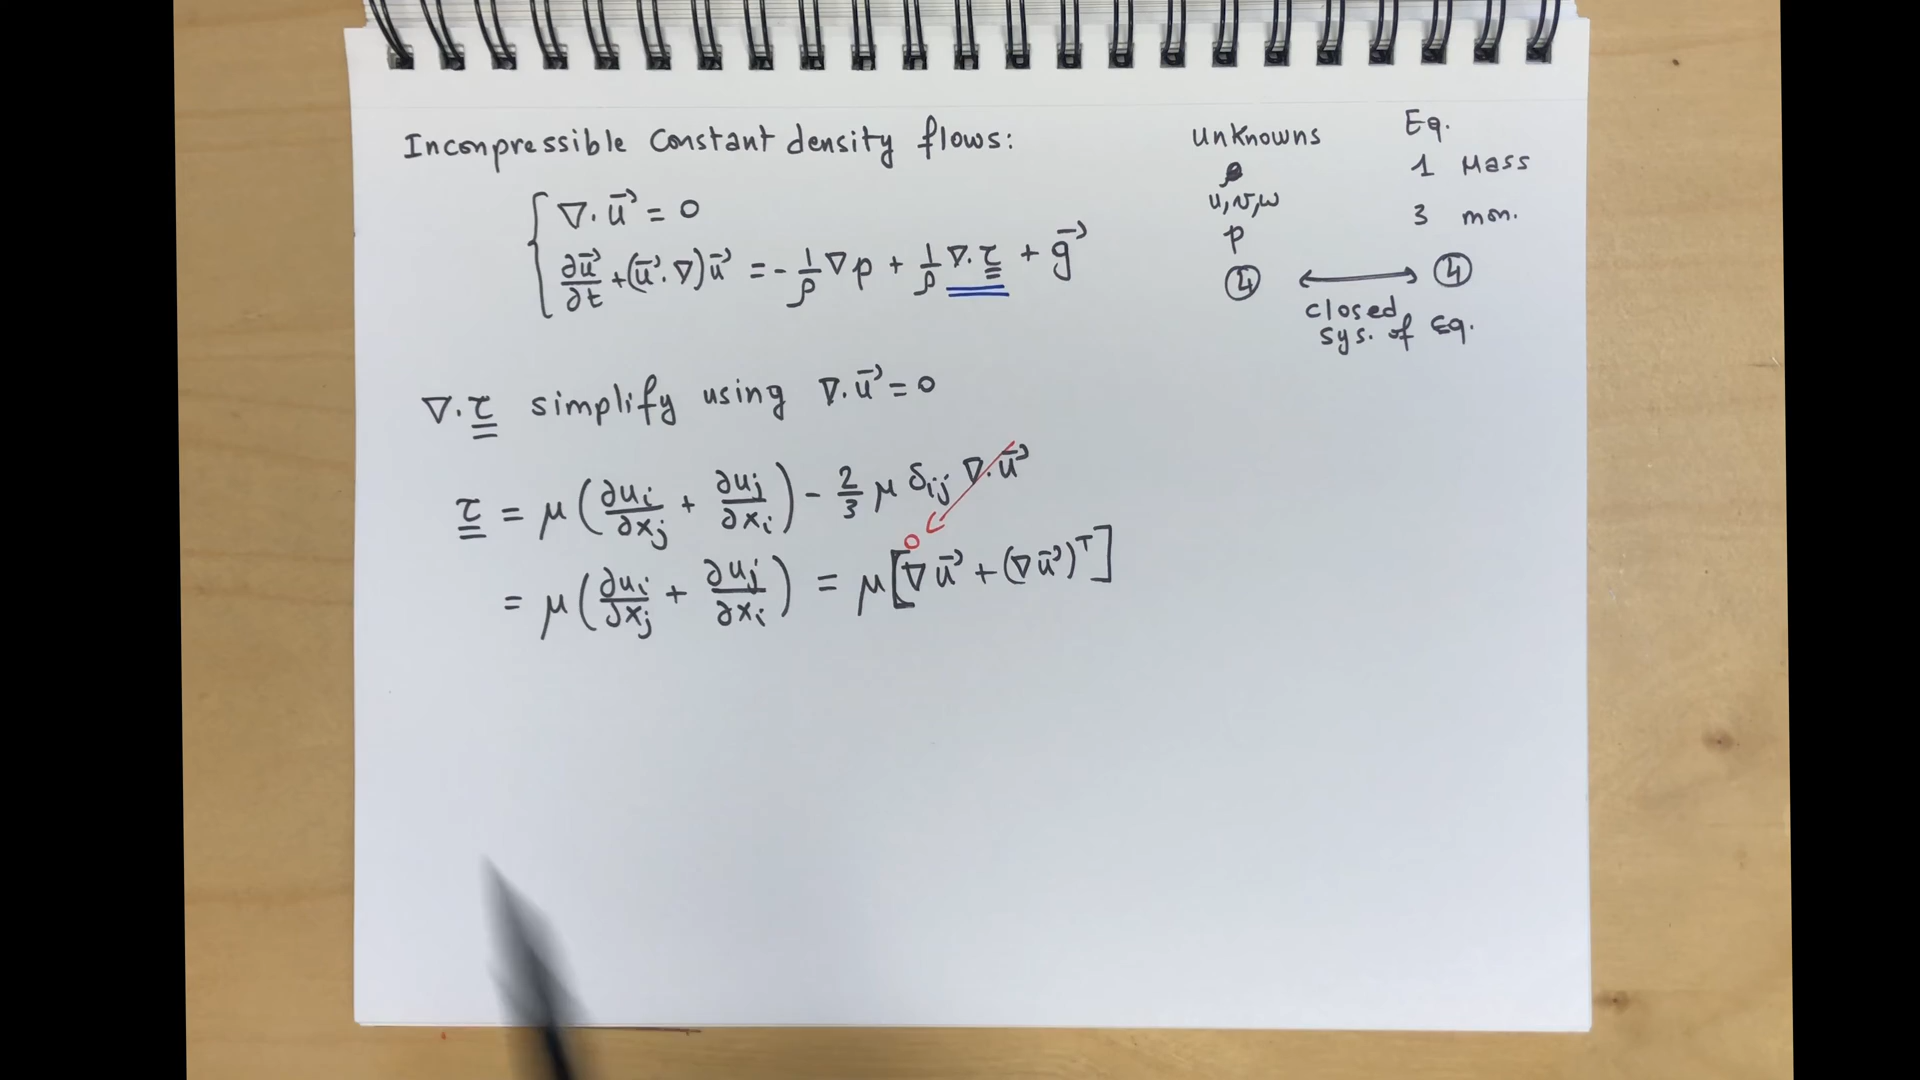 Inconpressible Constant density flows:
∇·u⃗ = 0
∂u⃗/∂t + (u⃗·∇)u⃗ = - 1/ρ ∇p + 1/ρ ∇·τ + g⃗
unknowns
u,v,w
p
4
Eq.
1 Mass
3 mom.
4
closed
sys. of Eq.
∇·τ simplify using ∇·u⃗ = 0
τ = μ(∂ui/∂xj + ∂uj/∂xi) - 2/3 μ δij ∇·u⃗
0
= μ(∂ui/∂xj + ∂uj/∂xi) = μ[∇u⃗ + (∇u⃗)ᵀ]